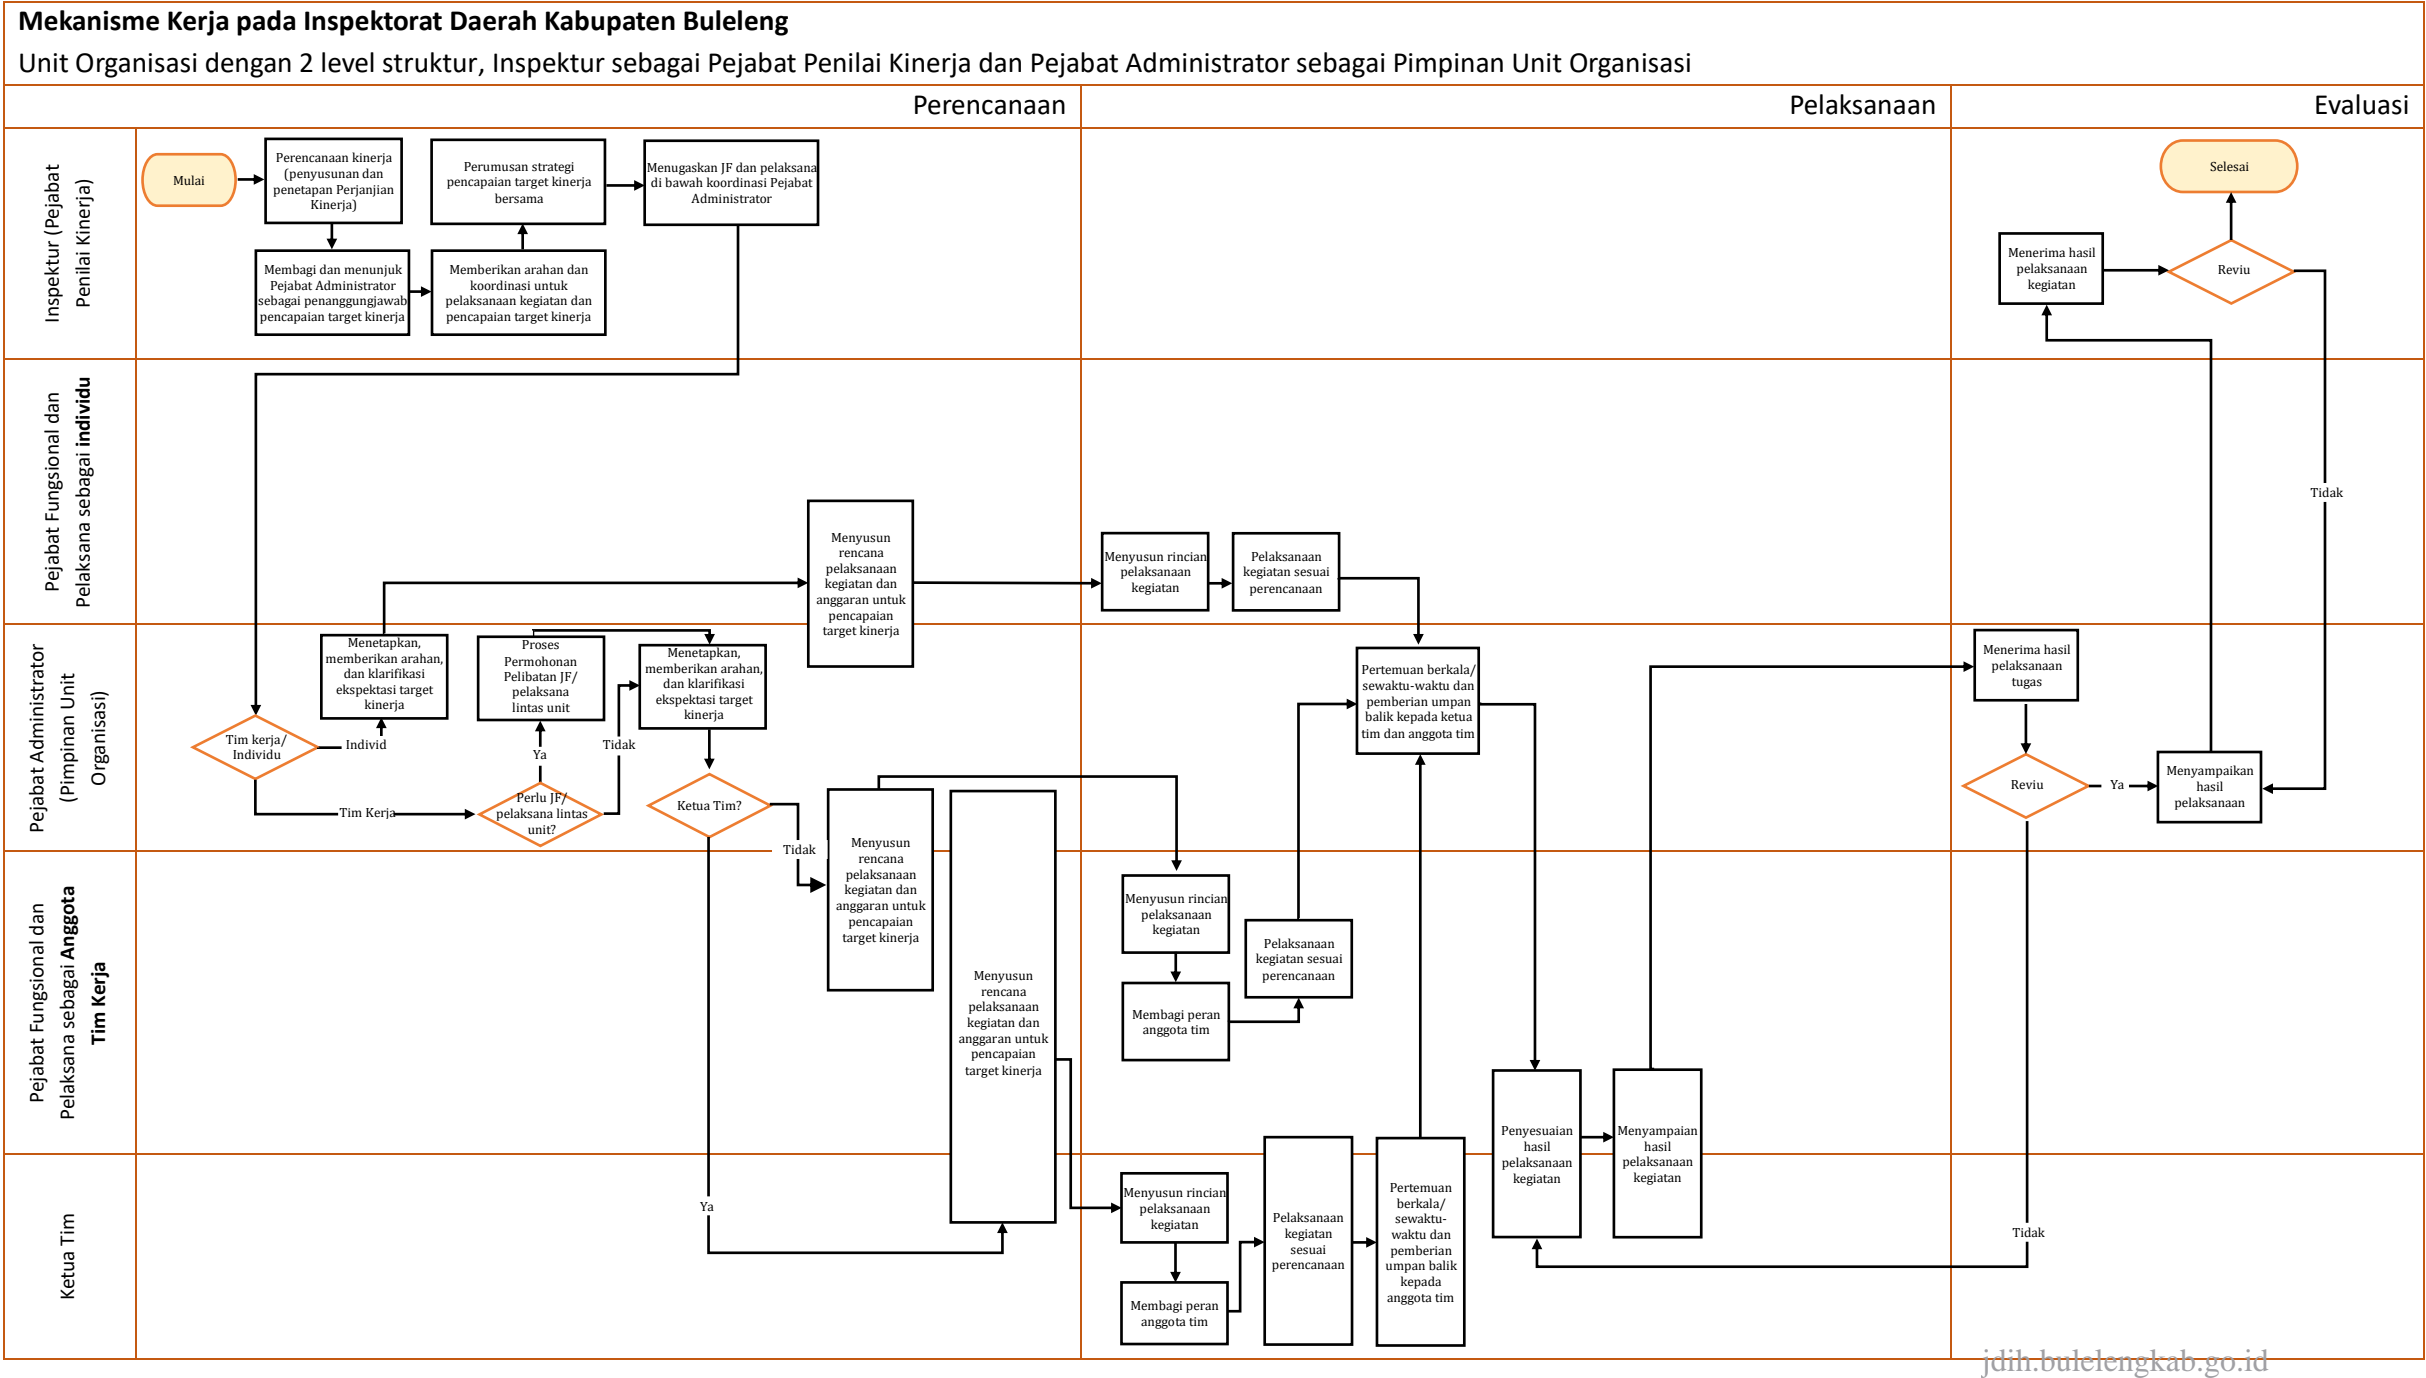 Mekanisme Kerja pada Inspektorat Daerah Kabupaten Buleleng
Unit Organisasi dengan 2 level struktur, Inspektur sebagai Pejabat Penilai Kinerja dan Pejabat Administrator sebagai Pimpinan Unit Organisasi
Perencanaan
Pelaksanaan
Evaluasi
Inspektur (Pejabat
Penilai Kinerja)
Mulai
Perencanaan kinerja
(penyusunan dan
penetapan Perjanjian
Kinerja)
Membagi dan menunjuk
Pejabat Administrator
sebagai penanggungjawab
pencapaian target kinerja
Memberikan arahan dan
koordinasi untuk
pelaksanaan kegiatan dan
pencapaian target kinerja
Perumusan strategi
pencapaian target kinerja
bersama
Menugaskan JF dan pelaksana
di bawah koordinasi Pejabat
Administrator
Selesai
Menerima hasil
pelaksanaan
kegiatan
Reviu
Tidak
Pejabat Fungsional dan
Pelaksana sebagai individu
Menyusun
rencana
pelaksanaan
kegiatan dan
anggaran untuk
pencapaian
target kinerja
Menyusun rincian
pelaksanaan
kegiatan
Pelaksanaan
kegiatan sesuai
perencanaan
Pejabat Administrator
(Pimpinan Unit
Organisasi)
Tim kerja/
Individu
Individ
Tim Kerja
Menetapkan,
memberikan arahan,
dan klarifikasi
ekspektasi target
kinerja
Proses
Permohonan
Pelibatan JF/
pelaksana
lintas unit
Ya
Perlu JF/
pelaksana lintas
unit?
Tidak
Menetapkan,
memberikan arahan,
dan klarifikasi
ekspektasi target
kinerja
Ketua Tim?
Tidak
Ya
Menyusun
rencana
pelaksanaan
kegiatan dan
anggaran untuk
pencapaian
target kinerja
Menyusun
rencana
pelaksanaan
kegiatan dan
anggaran untuk
pencapaian
target kinerja
Pertemuan berkala/
sewaktu-waktu dan
pemberian umpan
balik kepada ketua
tim dan anggota tim
Menerima hasil
pelaksanaan
tugas
Reviu
Ya
Menyampaikan
hasil
pelaksanaan
Tidak
Pejabat Fungsional dan
Pelaksana sebagai Anggota
Tim Kerja
Menyusun rincian
pelaksanaan
kegiatan
Membagi peran
anggota tim
Pelaksanaan
kegiatan sesuai
perencanaan
Penyesuaian
hasil
pelaksanaan
kegiatan
Menyampaian
hasil
pelaksanaan
kegiatan
Ketua Tim
Menyusun rincian
pelaksanaan
kegiatan
Membagi peran
anggota tim
Pelaksanaan
kegiatan
sesuai
perencanaan
Pertemuan
berkala/
sewaktu-
waktu dan
pemberian
umpan balik
kepada
anggota tim
jdih.bulelengkab.go.id